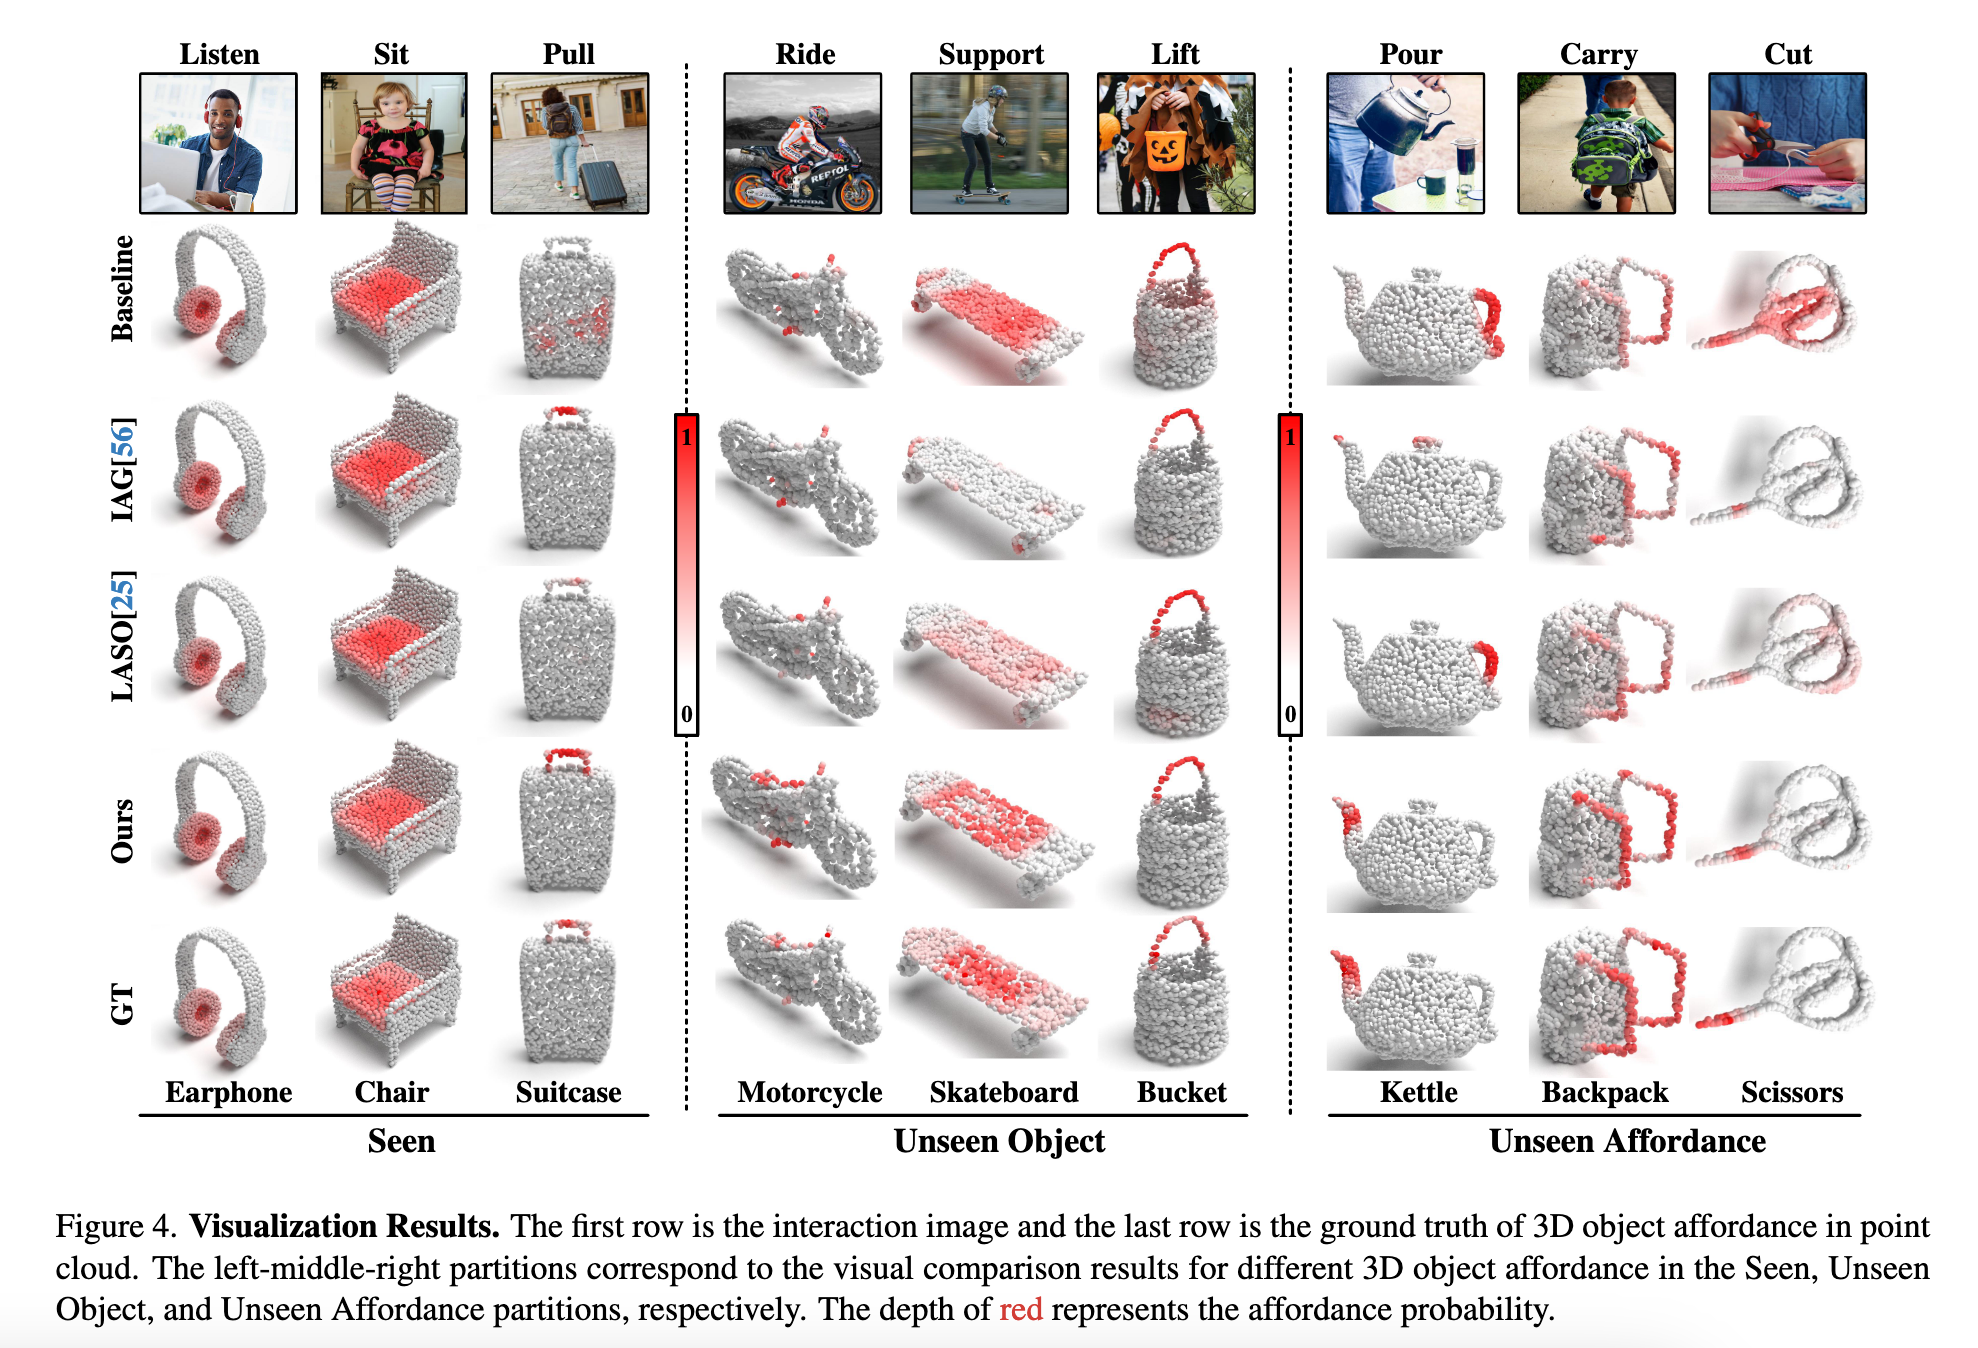 Listen Sit Pull Ride Support Lift Pour Carry Cut
REPSOL
HONDA
Baseline
IAG[56]
1 1
LASO[25]
0 0
Ours
GT
Earphone Chair Suitcase Motorcycle Skateboard Bucket Kettle Backpack Scissors
Seen Unseen Object Unseen Affordance
Figure 4. Visualization Results. The first row is the interaction image and the last row is the ground truth of 3D object affordance in point
cloud. The left-middle-right partitions correspond to the visual comparison results for different 3D object affordance in the Seen, Unseen
Object, and Unseen Affordance partitions, respectively. The depth of red represents the affordance probability.